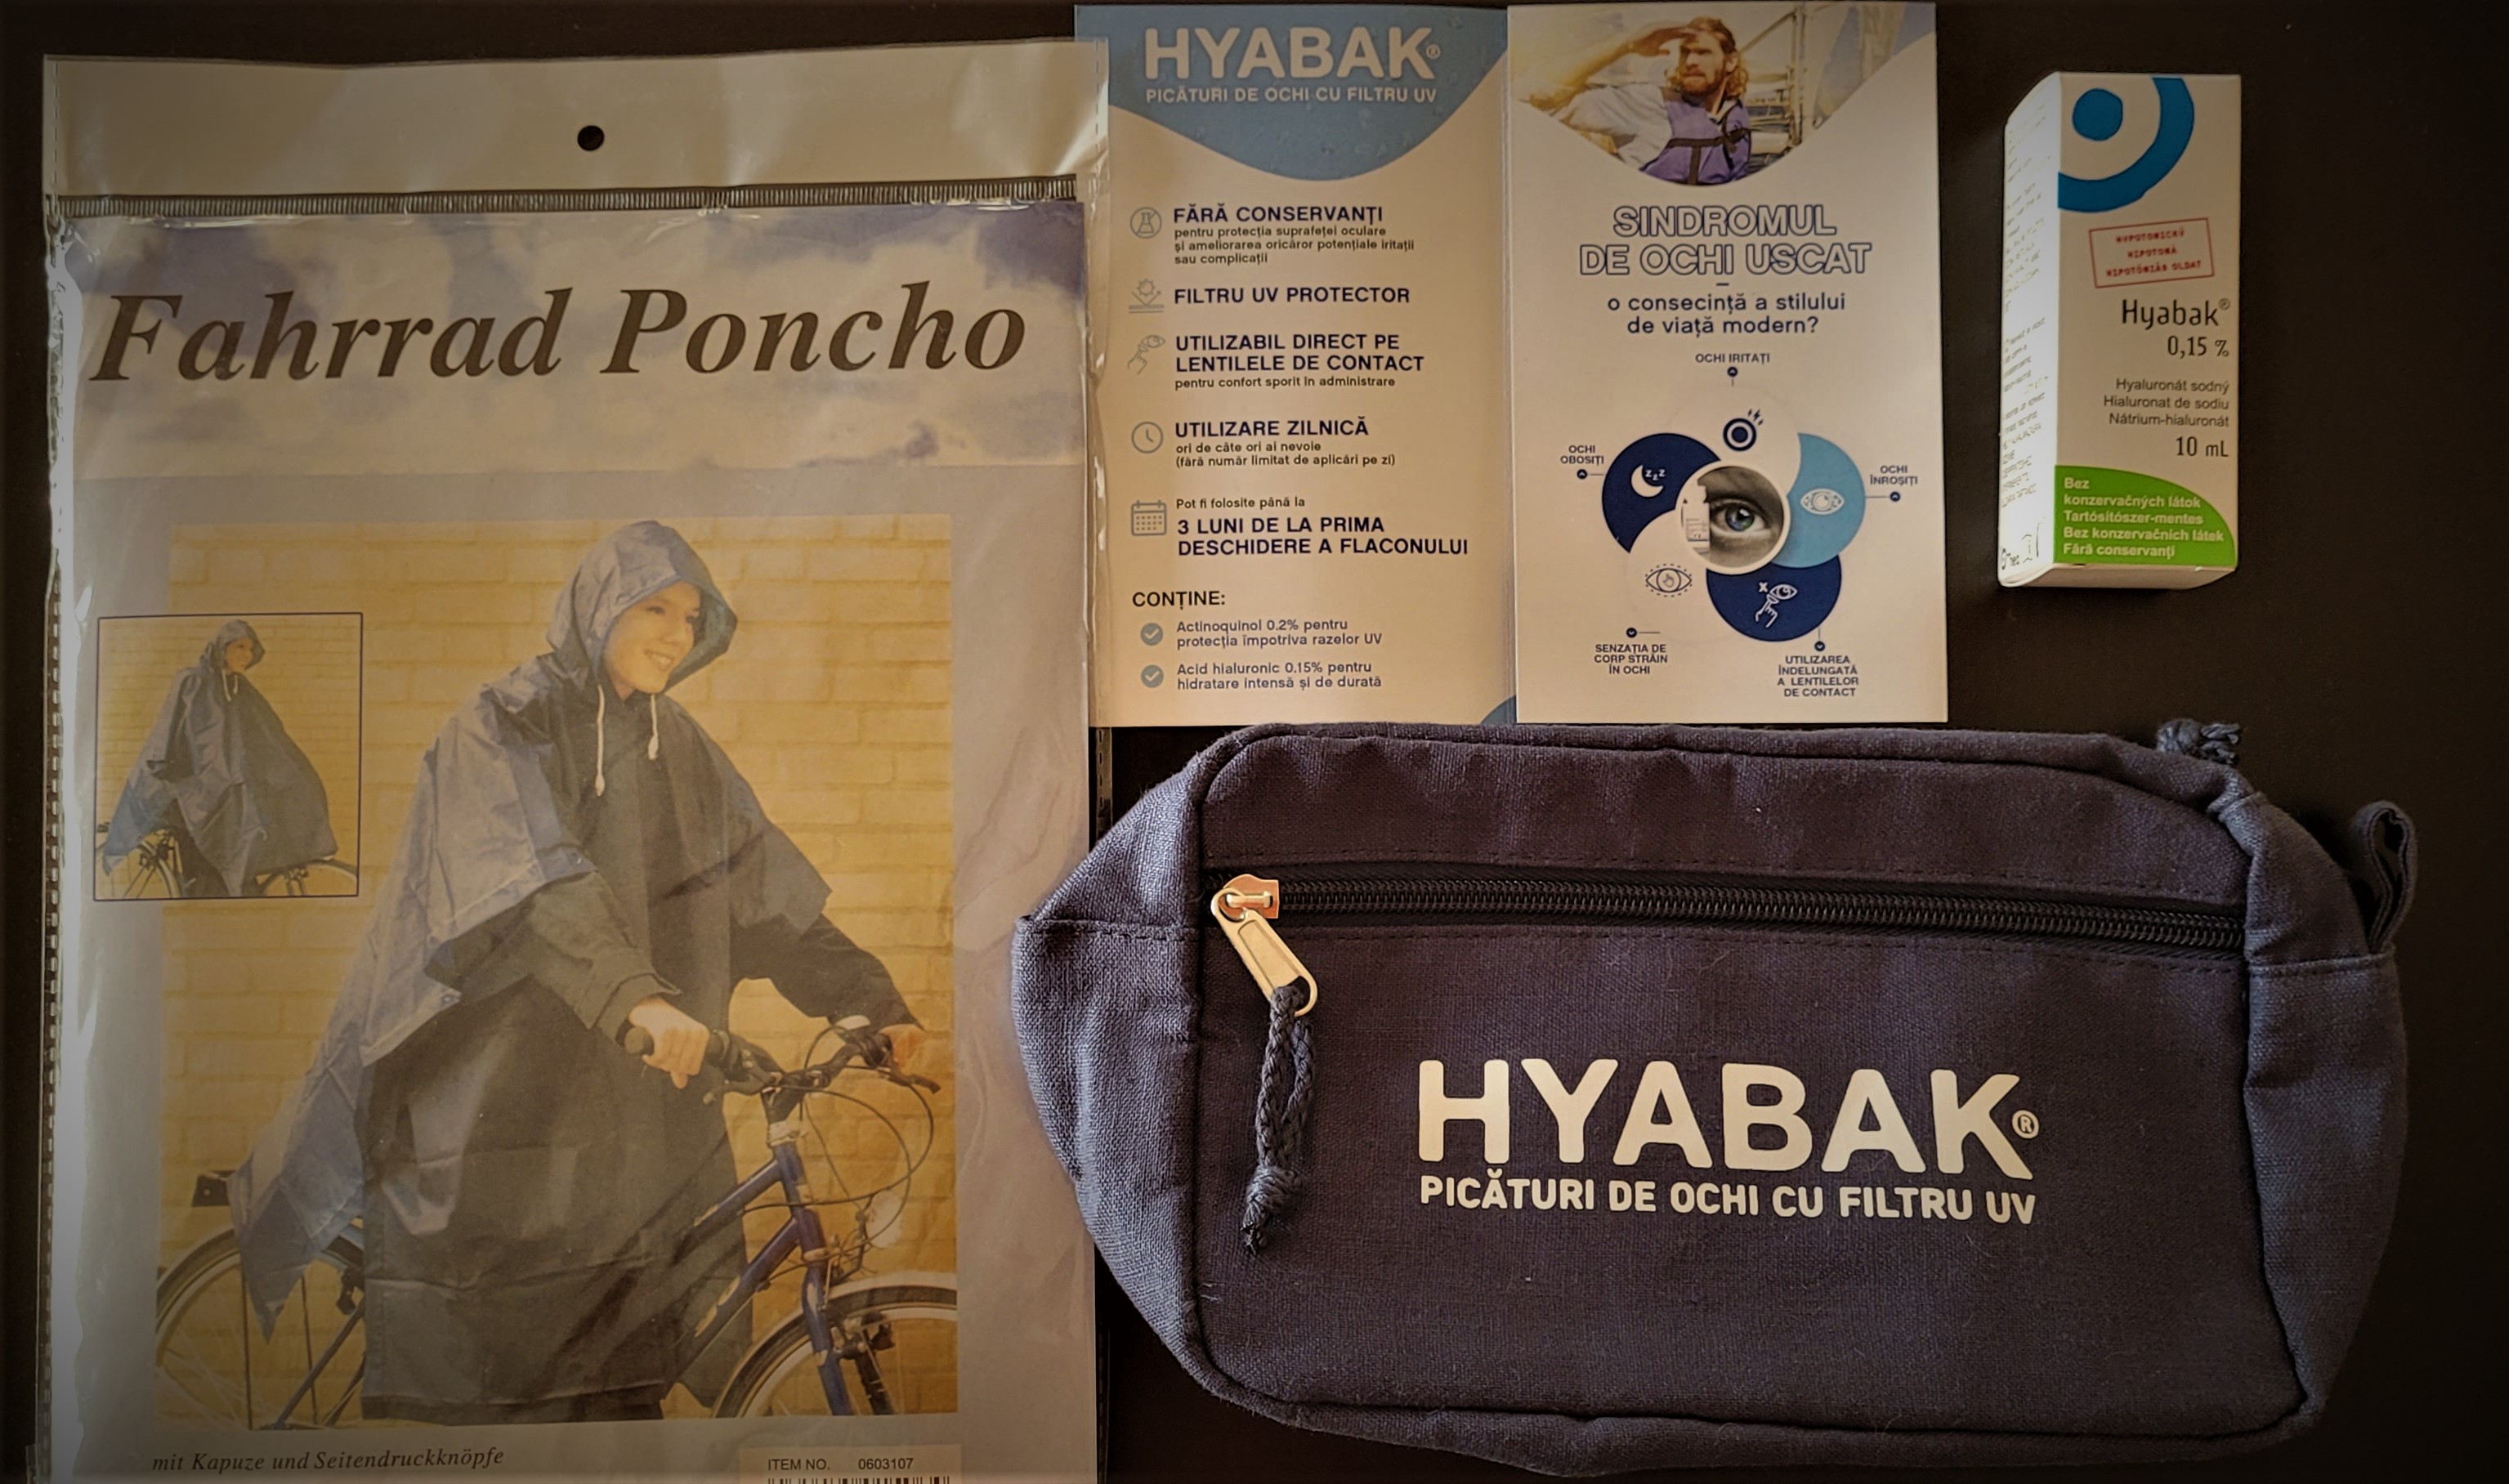 Fahrrad Poncho
mit Kapuze und Seitendruckknöpfe
ITEM NO. 0603107
HYABAK®
PICĂTURI DE OCHI CU FILTRU UV
FĂRĂ CONSERVANȚI
pentru protecția suprafeței oculare
și ameliorarea oricăror potențiale iritații
sau complicații
FILTRU UV PROTECTOR
UTILIZABIL DIRECT PE
LENTILELE DE CONTACT
pentru confort sporit în administrare
UTILIZARE ZILNICĂ
ori de câte ori ai nevoie
(fără număr limitat de aplicări pe zi)
Pot fi folosite până la
3 LUNI DE LA PRIMA
DESCHIDERE A FLACONULUI
CONȚINE:
Actinoquinol 0.2% pentru
protecția împotriva razelor UV
Acid hialuronic 0.15% pentru
hidratare intensă și de durată
SINDROMUL
DE OCHI USCAT
–
o consecință a stilului
de viață modern?
OCHI IRITAȚI
OCHI
OBOSIȚI
zzz
OCHI
ÎNROȘIȚI
SENZAȚIA DE
CORP STRĂIN
ÎN OCHI
UTILIZAREA
ÎNDELUNGATĂ
A LENTILELOR
DE CONTACT
HYPOTONICKÝ
HIPOTONĂ
HIPOTÓNIÁS OLDAT
Hyabak®
0,15 %
Hyaluronát sodný
Hialuronat de sodiu
Nátrium-hialuronát
10 mL
Bez
konzervačných látok
Tartósítószer-mentes
Bez konzervačních látek
Fără conservanți
HYABAK®
PICĂTURI DE OCHI CU FILTRU UV